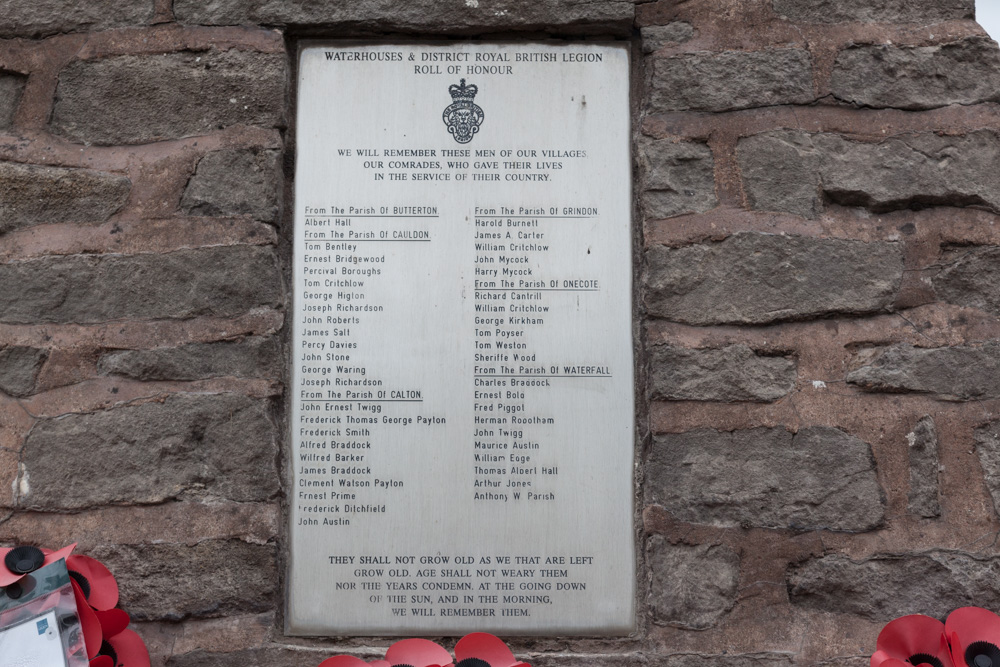 WATERHOUSES & DISTRICT ROYAL BRITISH LEGION
ROLL OF HONOUR
WE WILL REMEMBER THESE MEN OF OUR VILLAGES.
OUR COMRADES, WHO GAVE THEIR LIVES
IN THE SERVICE OF THEIR COUNTRY.
From The Parish Of BUTTERTON.
Albert Hall
From The Parish Of CAULDON.
Tom Bentley
Ernest Bridgewood
Percival Boroughs
Tom Critchlow
George Higton
Joseph Richardson
John Roberts
James Salt
Percy Davies
John Stone
George Waring
Joseph Richardson
From The Parish Of CALTON.
John Ernest Twigg
Frederick Thomas George Payton
Frederick Smith
Alfred Braddock
Wilfred Barker
James Braddock
Clement Watson Payton
Ernest Prime
Frederick Ditchfield
John Austin
From The Parish Of GRINDON.
Harold Burnett
James A. Carter
William Critchlow
John Mycock
Harry Mycock
From The Parish Of ONECOTE.
Richard Cantrill
William Critchlow
George Kirkham
Tom Poyser
Tom Weston
Sheriffe Wood
From The Parish Of WATERFALL.
Charles Braddock
Ernest Bold
Fred Piggot
Herman Roootham
John Twigg
Maurice Austin
William Edge
Thomas Albert Hall
Arthur Jones
Anthony W. Parish
THEY SHALL NOT GROW OLD AS WE THAT ARE LEFT
GROW OLD. AGE SHALL NOT WEARY THEM
NOR THE YEARS CONDEMN. AT THE GOING DOWN
OF THE SUN, AND IN THE MORNING,
WE WILL REMEMBER THEM.